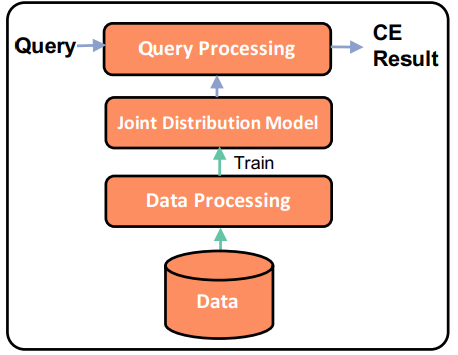 Query
Query Processing
CE
Result
Joint Distribution Model
Train
Data Processing
Data